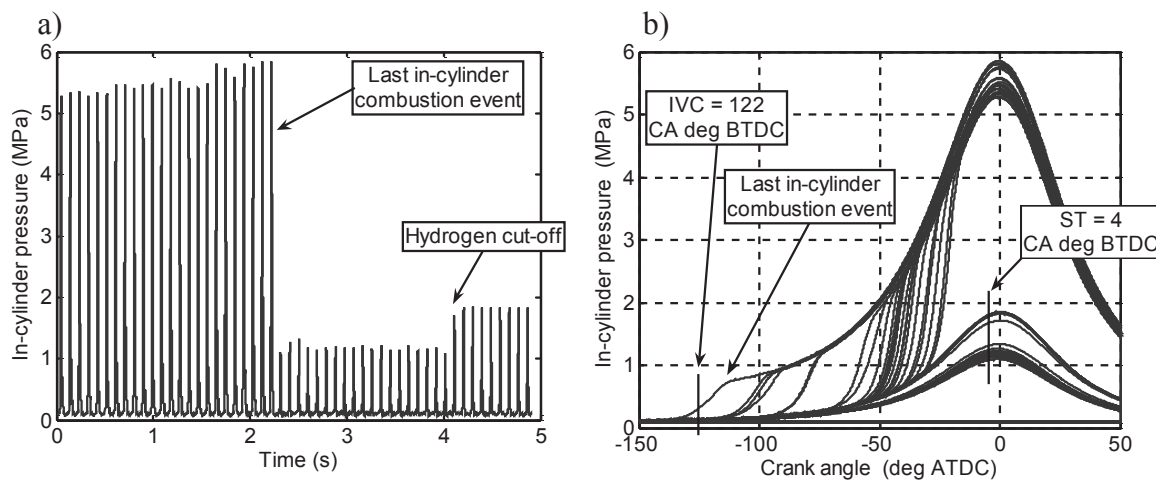 a)
In-cylinder pressure (MPa)
6
5
4
3
2
1
0
Last in-cylinder
combustion event
Hydrogen cut-off
0
1
2
3
4
5
Time (s)
b)
In-cylinder pressure (MPa)
6
5
4
3
2
1
0
IVC = 122
CA deg BTDC
Last in-cylinder
combustion event
ST = 4
CA deg BTDC
-150
-100
-50
0
50
Crank angle (deg ATDC)